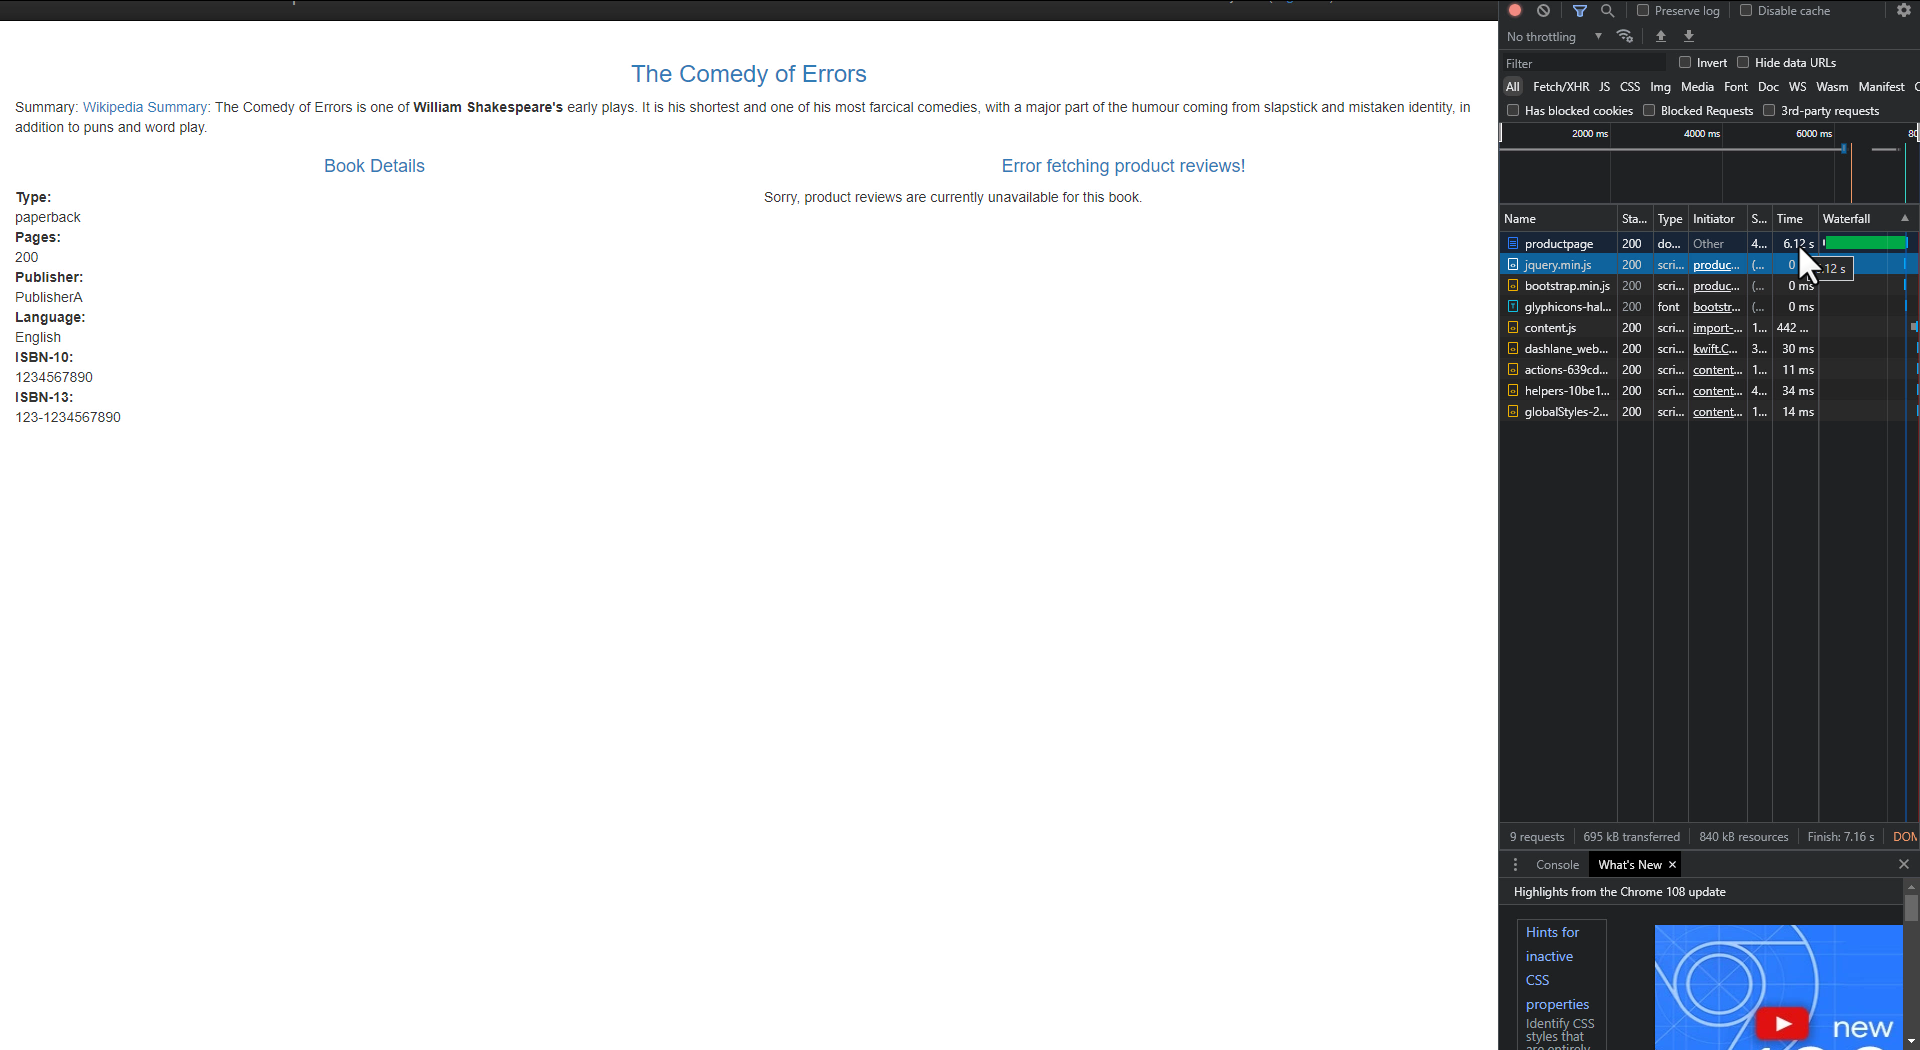 The Comedy of Errors
Summary: Wikipedia Summary: The Comedy of Errors is one of William Shakespeare's early plays. It is his shortest and one of his most farcical comedies, with a major part of the humour coming from slapstick and mistaken identity, in
addition to puns and word play.
Book Details
Type:
paperback
Pages:
200
Publisher:
PublisherA
Language:
English
ISBN-10:
1234567890
ISBN-13:
123-1234567890
Error fetching product reviews!
Sorry, product reviews are currently unavailable for this book.
Preserve log Disable cache
No throttling
Filter Invert Hide data URLs
All Fetch/XHR JS CSS Img Media Font Doc WS Wasm Manifest
Has blocked cookies Blocked Requests 3rd-party requests
2000 ms 4000 ms 6000 ms 80
Name Sta... Type Initiator S... Time Waterfall
productpage 200 do... Other 4... 6.12 s
jquery.min.js 200 scri... produc... (... 0
.12 s
bootstrap.min.js 200 scri... produc... (... 0 ms
glyphicons-hal... 200 font bootstr... (... 0 ms
content.js 200 scri... import-... 1... 442 ...
dashlane_web... 200 scri... kwift.C... 3... 30 ms
actions-639cd... 200 scri... content... 1... 11 ms
helpers-10be1... 200 scri... content... 4... 34 ms
globalStyles-2... 200 scri... content... 1... 14 ms
9 requests 695 kB transferred 840 kB resources Finish: 7.16 s DOM
Console What's New
Highlights from the Chrome 108 update
Hints for
inactive
CSS
properties
Identify CSS
styles that
are entirely
new